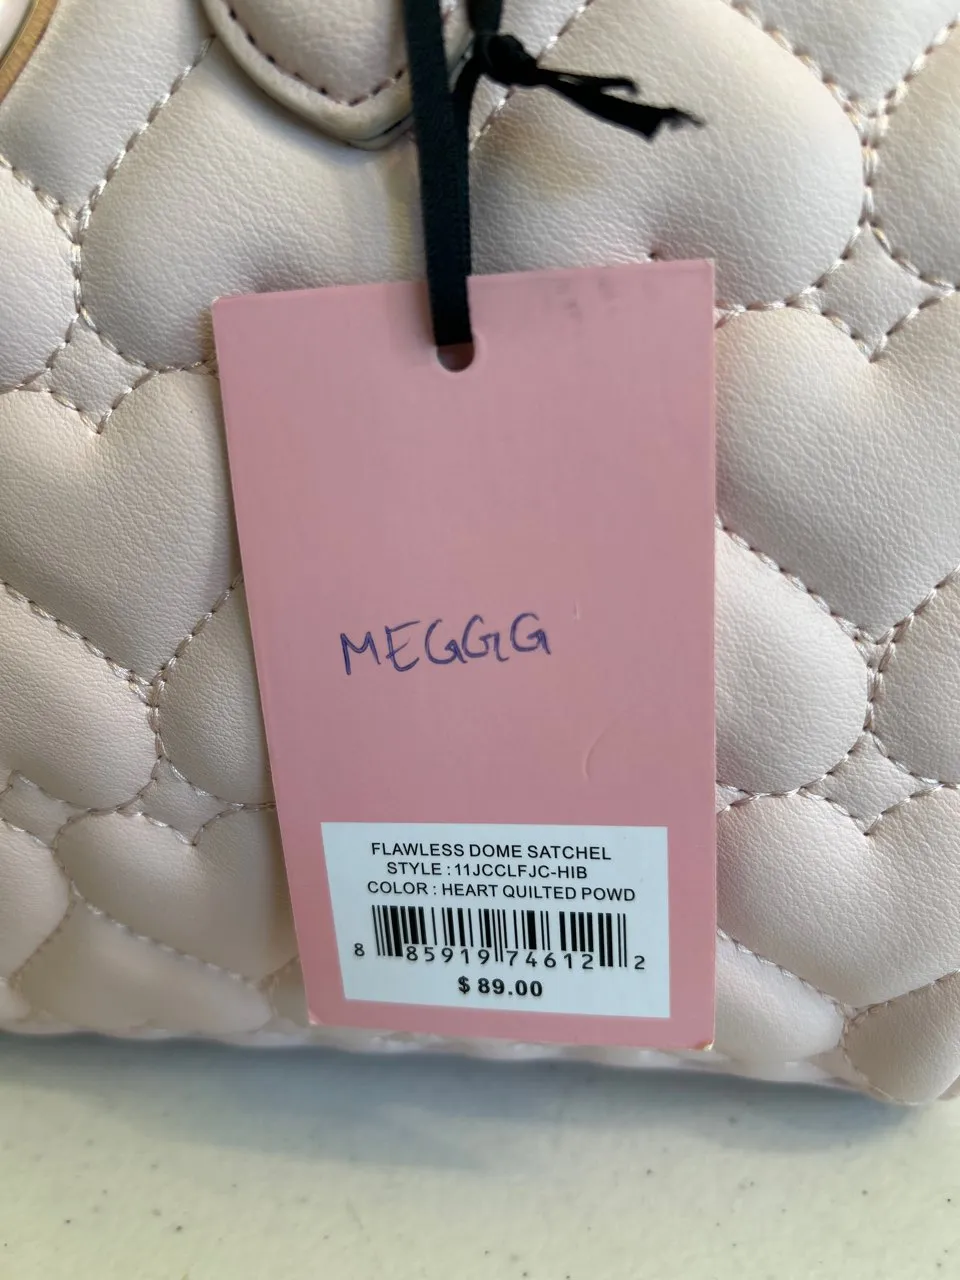 MEGGG
FLAWLESS DOME SATCHEL
STYLE : 11JCCLFJC-HIB
COLOR : HEART QUILTED POWD
8 85919 74612 2
$ 89.00